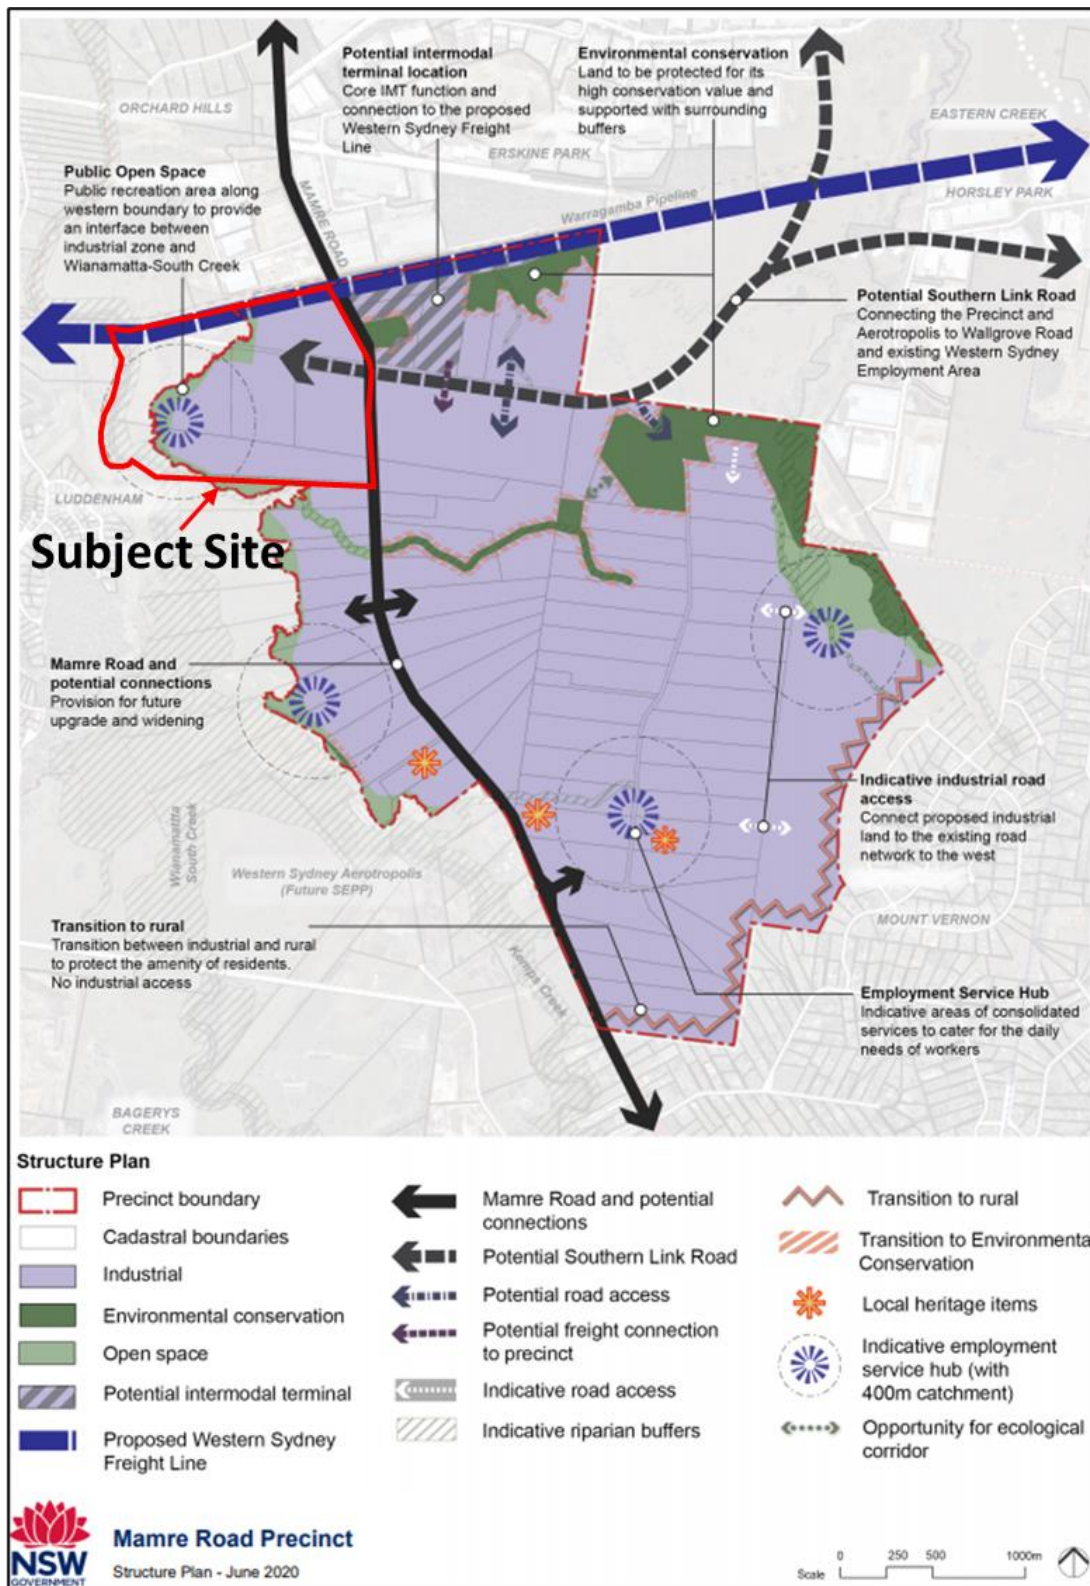 Potential intermodal
terminal location
Core IMT function and
connection to the proposed
Western Sydney Freight
Line
Environmental conservation
Land to be protected for its
high conservation value and
supported with surrounding
buffers
ORCHARD HILLS
EASTERN CREEK
ERSKINE PARK
Public Open Space
Public recreation area along
western boundary to provide
an interface between
industrial zone and
Wianamatta-South Creek
MAMRE ROAD
Warragamba Pipeline
HORSLEY PARK
Potential Southern Link Road
Connecting the Precinct and
Aerotropolis to Wallgrove Road
and existing Western Sydney
Employment Area
LUDDENHAM
Subject Site
Mamre Road and
potential connections
Provision for future
upgrade and widening
Indicative industrial road
access
Connect proposed industrial
land to the existing road
network to the west
Wianamattta
South Creek
Western Sydney Aerotropolis
(Future SEPP)
MOUNT VERNON
Transition to rural
Transition between industrial and rural
to protect the amenity of residents.
No industrial access
Kemps Creek
Employment Service Hub
Indicative areas of consolidated
services to cater for the daily
needs of workers
BAGERYS
CREEK
Structure Plan
Precinct boundary
Cadastral boundaries
Industrial
Environmental conservation
Open space
Potential intermodal terminal
Proposed Western Sydney
Freight Line
Mamre Road and potential
connections
Potential Southern Link Road
Potential road access
Potential freight connection
to precinct
Indicative road access
Indicative riparian buffers
Transition to rural
Transition to Environmental
Conservation
Local heritage items
Indicative employment
service hub (with
400m catchment)
Opportunity for ecological
corridor
NSW
GOVERNMENT
Mamre Road Precinct
Structure Plan - June 2020
Scale
0 250 500 1000m